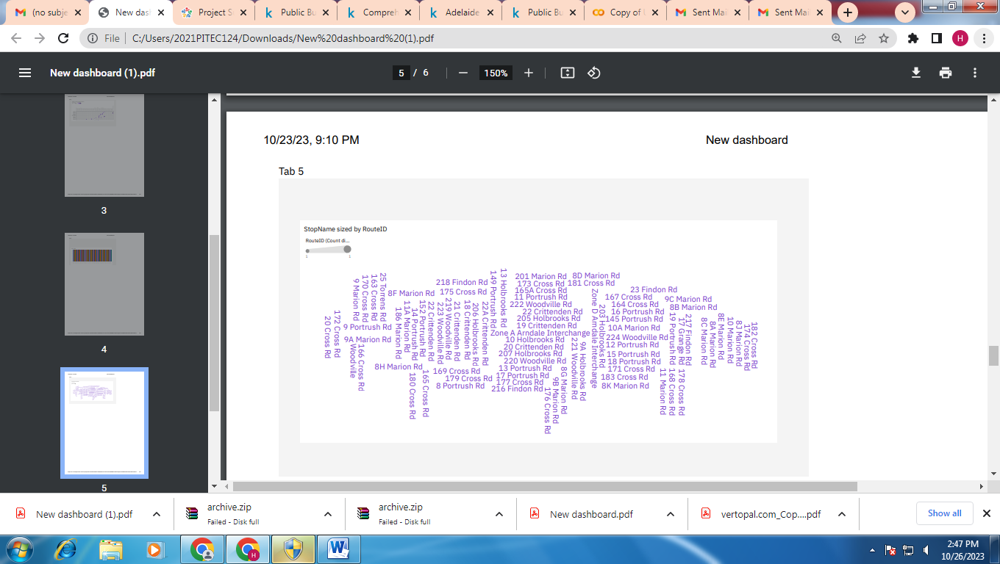 (no subje
New das
Project S
Public Bu
Compreh
Adelaide
Public Bu
Copy of U
Sent Mai
Sent Mai
File
C:/Users/2021PITEC124/Downloads/New%20dashboard%20(1).pdf
H
New dashboard (1).pdf
5 / 6
150%
3
4
5
10/23/23, 9:10 PM
New dashboard
Tab 5
StopName sized by RouteID
RouteID (Count di...
1
1
20 Cross Rd
172 Cross Rd
9 Marion Rd
170 Cross Rd
163 Cross Rd
25 Torrens Rd
9 Portrush Rd
9A Marion Rd
Woodville
166 Cross Rd
8F Marion Rd
8H Marion Rd
186 Marion Rd
11A Marion Rd
14 Portrush Rd
152 Portrush Rd
22 Crittenden Rd
223 Woodville Rd
219 Woodville Rd
21 Crittenden Rd
18 Crittenden Rd
206 Holbrooks Rd
22A Crittenden Rd
218 Findon Rd
175 Cross Rd
149 Portrush Rd
13 Holbrooks Rd
180 Cross Rd
165 Cross Rd
169 Cross Rd
179 Cross Rd
8 Portrush Rd
201 Marion Rd
173 Cross Rd
165A Cross Rd
11 Portrush Rd
222 Woodville Rd
22 Crittenden Rd
205 Holbrooks Rd
19 Crittenden Rd
Zone A Arndale Interchange
10 Holbrooks Rd
20 Crittenden Rd
207 Holbrooks Rd
220 Woodville Rd
13 Portrush Rd
17 Portrush Rd
177 Cross Rd
216 Findon Rd
176 Cross Rd
9B Marion Rd
8G Marion Rd
221 Woodville Rd
9A Holbrooks Rd
Zone D Arndale Interchange
203 Holbrooks Rd
8D Marion Rd
181 Cross Rd
23 Findon Rd
167 Cross Rd
164 Cross Rd
16 Portrush Rd
145 Portrush Rd
10A Marion Rd
224 Woodville Rd
12 Portrush Rd
15 Portrush Rd
18 Portrush Rd
171 Cross Rd
183 Cross Rd
8K Marion Rd
9C Marion Rd
8B Marion Rd
19 Portrush Rd
17 Grange Rd
217 Findon Rd
11 Marion Rd
168 Cross Rd
178 Cross Rd
8C Marion Rd
8A Marion Rd
8E Marion Rd
10 Marion Rd
8J Marion Rd
174 Cross Rd
182 Cross Rd
New dashboard (1).pdf
archive.zip
Failed - Disk full
archive.zip
Failed - Disk full
New dashboard.pdf
vertopal.com_Cop....pdf
Show all
2:47 PM
10/26/2023